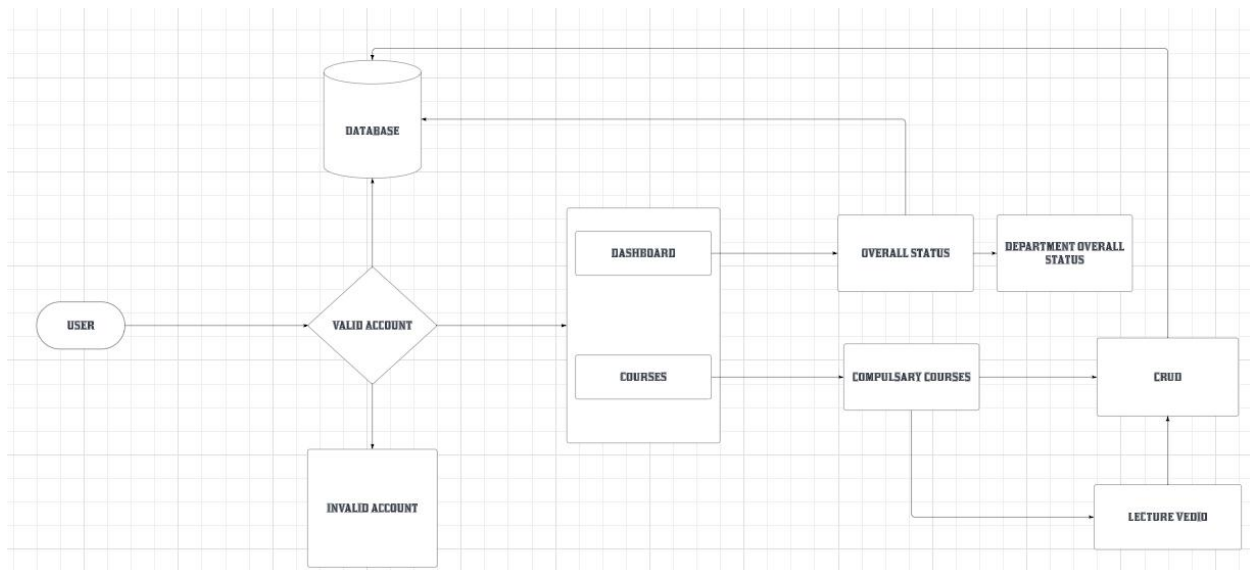 DATABASE
DASHBOARD
OVERALL STATUS
DEPARTMENT OVERALL
STATUS
USER
VALID ACCOUNT
COURSES
COMPULSARY COURSES
CRUD
INVALID ACCOUNT
LECTURE VEDIO